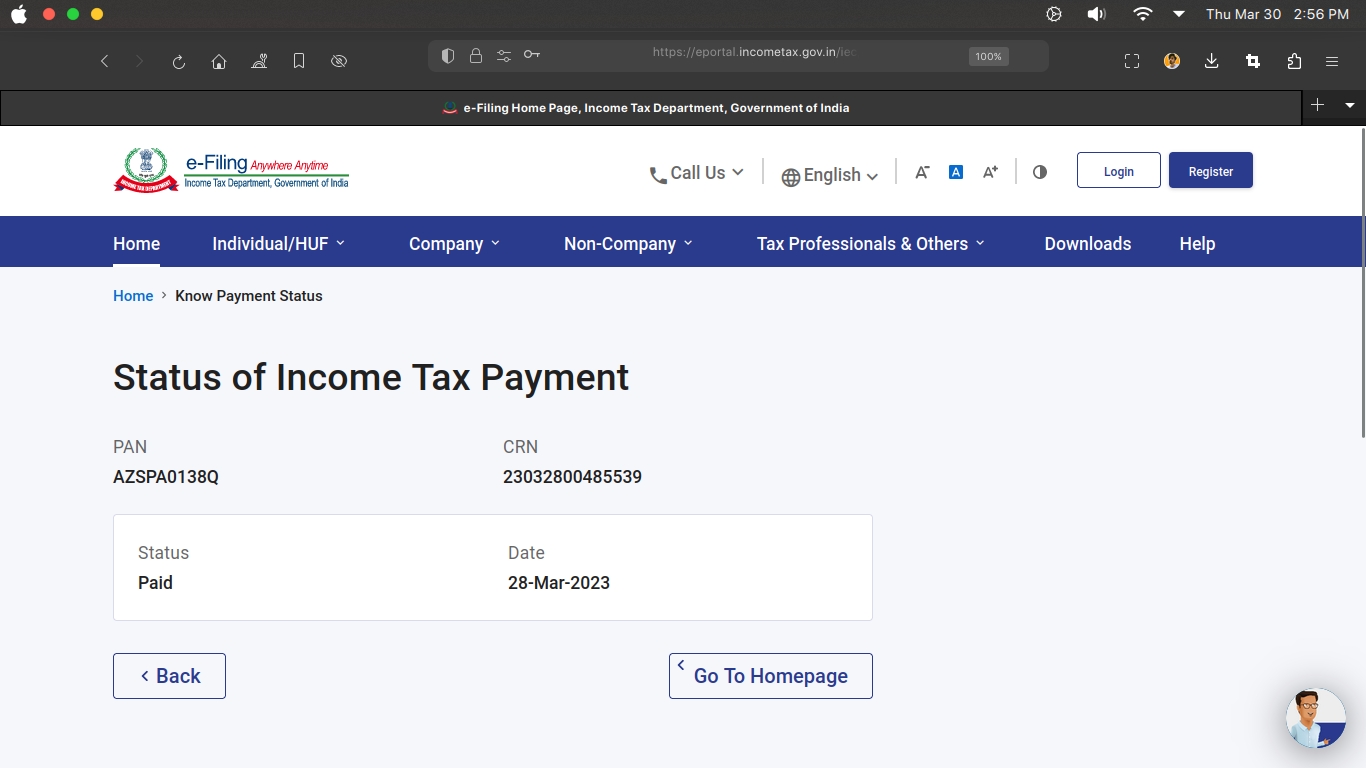 Thu Mar 30 2:56 PM
https://eportal.incometax.gov.in/iec
100%
e-Filing Home Page, Income Tax Department, Government of India
e-Filing Anywhere Anytime
Income Tax Department, Government of India
INCOME TAX DEPARTMENT
Call Us
English
A-
A
A+
Login
Register
Home Individual/HUF Company Non-Company Tax Professionals & Others Downloads Help
Home > Know Payment Status
Status of Income Tax Payment
PAN CRN
AZSPA0138Q 23032800485539
Status Date
Paid 28-Mar-2023
< Back < Go To Homepage